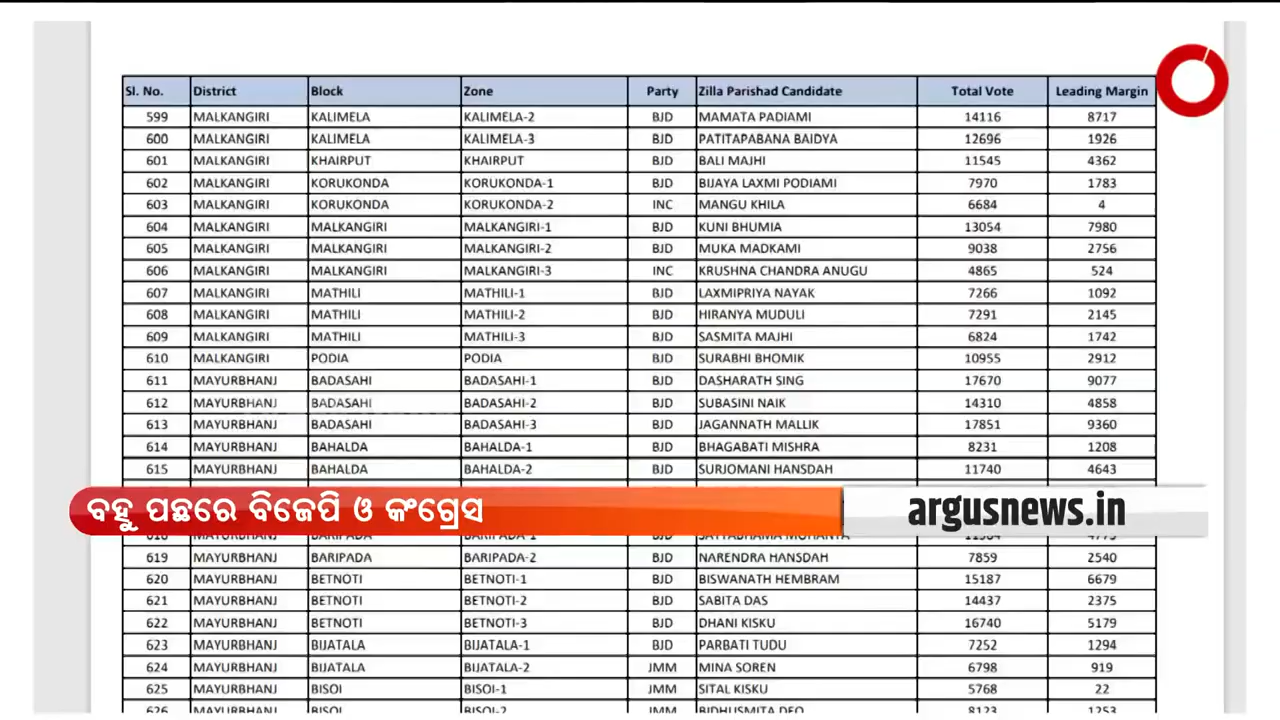 Sl. No. District Block Zone Party Zilla Parishad Candidate Total Vote Leading Margin
599 MALKANGIRI KALIMELA KALIMELA-2 BJD MAMATA PADIAMI 14116 8717
600 MALKANGIRI KALIMELA KALIMELA-3 BJD PATITAPABANA BAIDYA 12696 1926
601 MALKANGIRI KHAIRPUT KHAIRPUT BJD BALI MAJHI 11545 4362
602 MALKANGIRI KORUKONDA KORUKONDA-1 BJD BIJAYA LAXMI PODIAMI 7970 1783
603 MALKANGIRI KORUKONDA KORUKONDA-2 INC MANGU KHILA 6684 4
604 MALKANGIRI MALKANGIRI MALKANGIRI-1 BJD KUNI BHUMIA 13054 7980
605 MALKANGIRI MALKANGIRI MALKANGIRI-2 BJD MUKA MADKAMI 9038 2756
606 MALKANGIRI MALKANGIRI MALKANGIRI-3 INC KRUSHNA CHANDRA ANUGU 4865 524
607 MALKANGIRI MATHILI MATHILI-1 BJD LAXMIPRIYA NAYAK 7266 1092
608 MALKANGIRI MATHILI MATHILI-2 BJD HIRANYA MUDULI 7291 2145
609 MALKANGIRI MATHILI MATHILI-3 BJD SASMITA MAJHI 6824 1742
610 MALKANGIRI PODIA PODIA BJD SURABHI BHOMIK 10955 2912
611 MAYURBHANJ BADASAHI BADASAHI-1 BJD DASHARATH SING 17670 9077
612 MAYURBHANJ BADASAHI BADASAHI-2 BJD SUBASINI NAIK 14310 4858
613 MAYURBHANJ BADASAHI BADASAHI-3 BJD JAGANNATH MALLIK 17851 9360
614 MAYURBHANJ BAHALDA BAHALDA-1 BJD BHAGABATI MISHRA 8231 1208
615 MAYURBHANJ BAHALDA BAHALDA-2 BJD SURJOMANI HANSDAH 11740 4643
ବହୁ ପଛରେ ବିଜେପି ଓ କଂଗ୍ରେସ argusnews.in
619 MAYURBHANJ BARIPADA BARIPADA-2 BJD NARENDRA HANSDAH 7859 2540
620 MAYURBHANJ BETNOTI BETNOTI-1 BJD BISWANATH HEMBRAM 15187 6679
621 MAYURBHANJ BETNOTI BETNOTI-2 BJD SABITA DAS 14437 2375
622 MAYURBHANJ BETNOTI BETNOTI-3 BJD DHANI KISKU 16740 5179
623 MAYURBHANJ BIJATALA BIJATALA-1 BJD PARBATI TUDU 7252 1294
624 MAYURBHANJ BIJATALA BIJATALA-2 JMM MINA SOREN 6798 919
625 MAYURBHANJ BISOI BISOI-1 JMM SITAL KISKU 5768 22
626 MAYURBHANJ BISOI BISOI-2 JMM BIDHUSMITA DEO 8123 1253